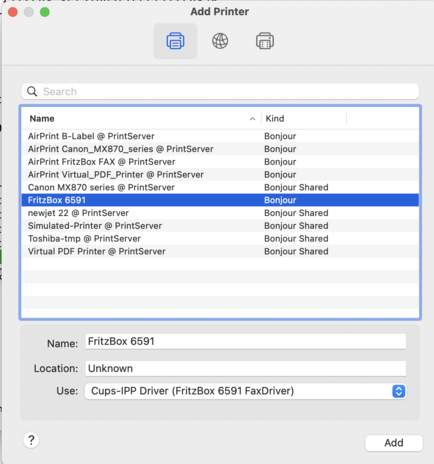 Add Printer
Search
Name Kind
AirPrint B-Label @ PrintServer Bonjour
AirPrint Canon_MX870_series @ PrintServer Bonjour
AirPrint FritzBox FAX @ PrintServer Bonjour
AirPrint Virtual_PDF_Printer @ PrintServer Bonjour
Canon MX870 series @ PrintServer Bonjour Shared
FritzBox 6591 Bonjour
newjet 22 @ PrintServer Bonjour Shared
Simulated-Printer @ PrintServer Bonjour Shared
Toshiba-tmp @ PrintServer Bonjour Shared
Virtual PDF Printer @ PrintServer Bonjour Shared
Name: FritzBox 6591
Location: Unknown
Use: Cups-IPP Driver (FritzBox 6591 FaxDriver)
? Add